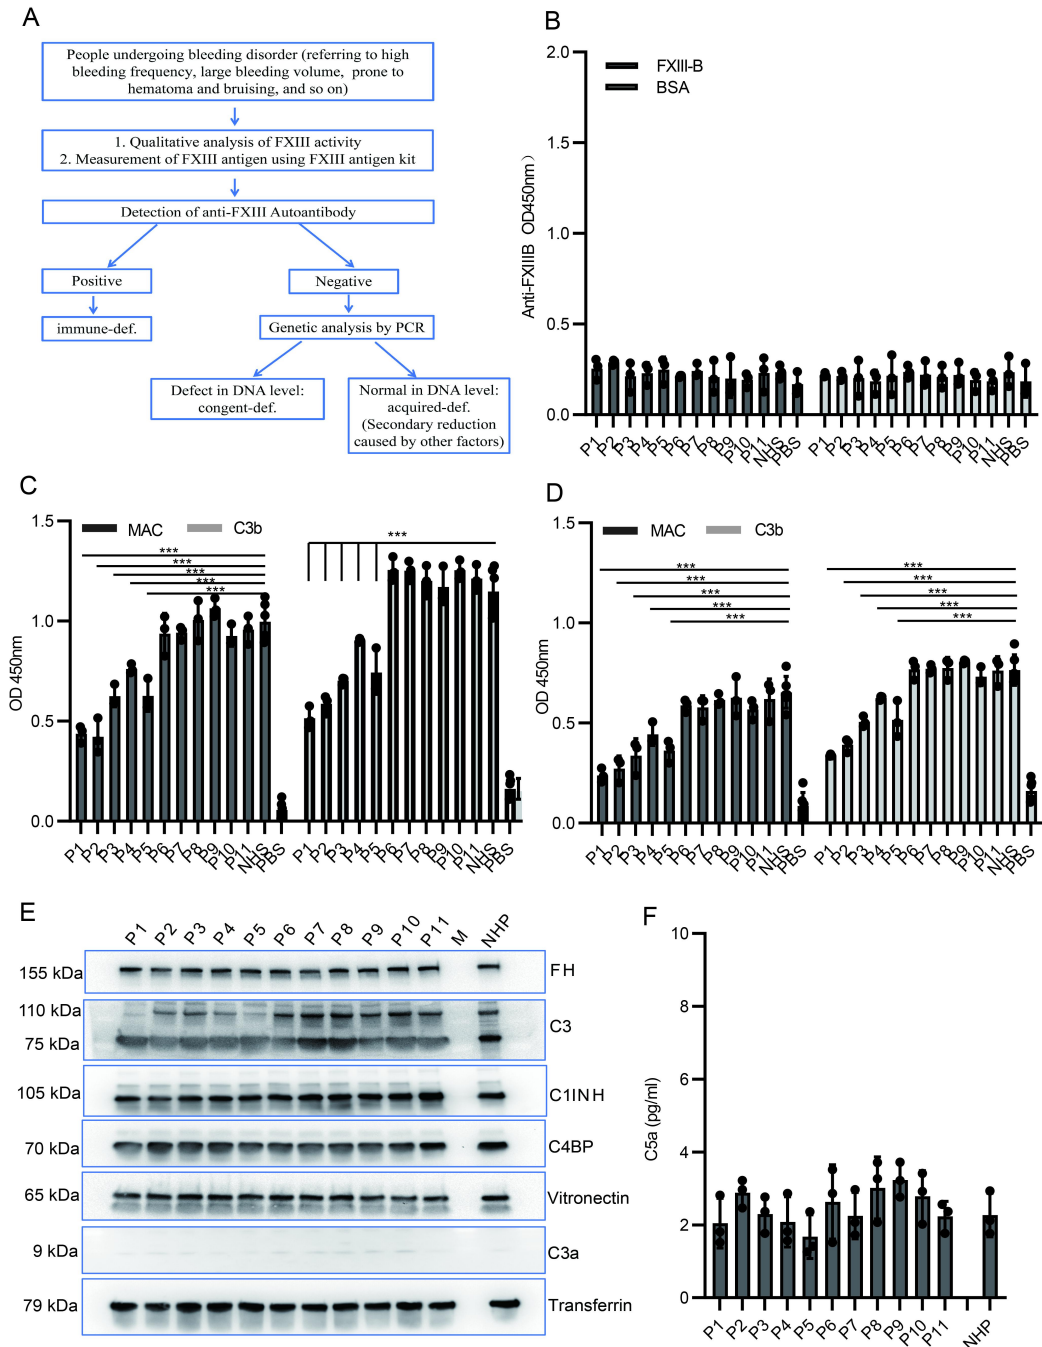 A
People undergoing bleeding disorder (referring to high
bleeding frequency, large bleeding volume, prone to
hematoma and bruising, and so on)
1. Qualitative analysis of FXIII activity
2. Measurement of FXIII antigen using FXIII antigen kit
Detection of anti-FXIII Autoantibody
Positive
Negative
immune-def.
Genetic analysis by PCR
Defect in DNA level:
congent-def.
Normal in DNA level:
acquired-def.
(Secondary reduction
caused by other factors)
B
2.0
1.5
1.0
0.5
0.0
Anti-FXIIIB OD450nm）
FXIII-B
BSA
P1 P2 P3 P4 P5 P6 P7 P8 P9 P10 P11 NHS PBS
P1 P2 P3 P4 P5 P6 P7 P8 P9 P10 P11 NHS PBS
C
1.5
1.0
0.5
0.0
OD 450nm
MAC C3b
***
***
***
***
***
***
P1 P2 P3 P4 P5 P6 P7 P8 P9 P10 P11 NHS PBS
P1 P2 P3 P4 P5 P6 P7 P8 P9 P10 P11 NHS PBS
D
1.5
1.0
0.5
0.0
OD 450nm
MAC C3b
***
***
***
***
***
***
***
***
***
***
P1 P2 P3 P4 P5 P6 P7 P8 P9 P10 P11 NHS PBS
P1 P2 P3 P4 P5 P6 P7 P8 P9 P10 P11 NHS PBS
E
P1 P2 P3 P4 P5 P6 P7 P8 P9 P10 P11 M NHP
155 kDa FH
110 kDa
75 kDa
C3
105 kDa C1INH
70 kDa C4BP
65 kDa Vitronectin
9 kDa C3a
79 kDa Transferrin
F
10
8
6
4
2
0
C5a (pg/ml)
P1 P2 P3 P4 P5 P6 P7 P8 P9 P10 P11 NHP